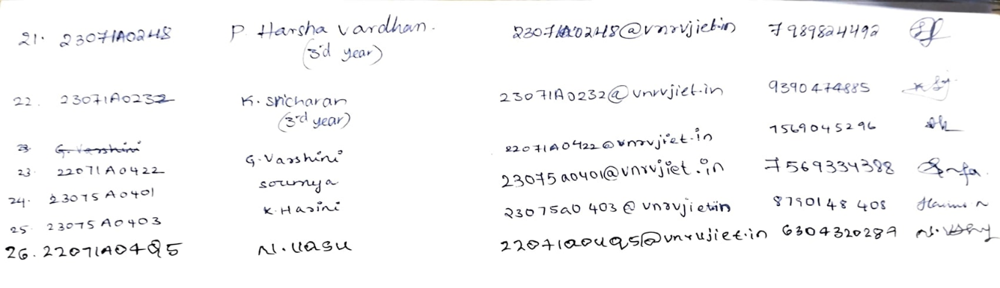 21. 23071A0248 P. Harsha vardhan. 23071A0248@vnrvjiet.in 7989824492
(3rd year)
22. 23071A0232 K. sricharan 23071A0232@vnrvjiet.in 9390474885
(3rd year)
23 G. Varshini
23. 22071A0422 G. Varshini 22071A0422@vnrvjiet.in 7569045296
24. 23075A0401 soumya 23075a0401@vnrvjiet.in 7569334388
25. 23075A0403 K. Harini 23075a0403@vnrvjiet.in 8790148408
26. 22071A0495 N. Vasu 22071a0495@vnrvjiet.in 6304320289